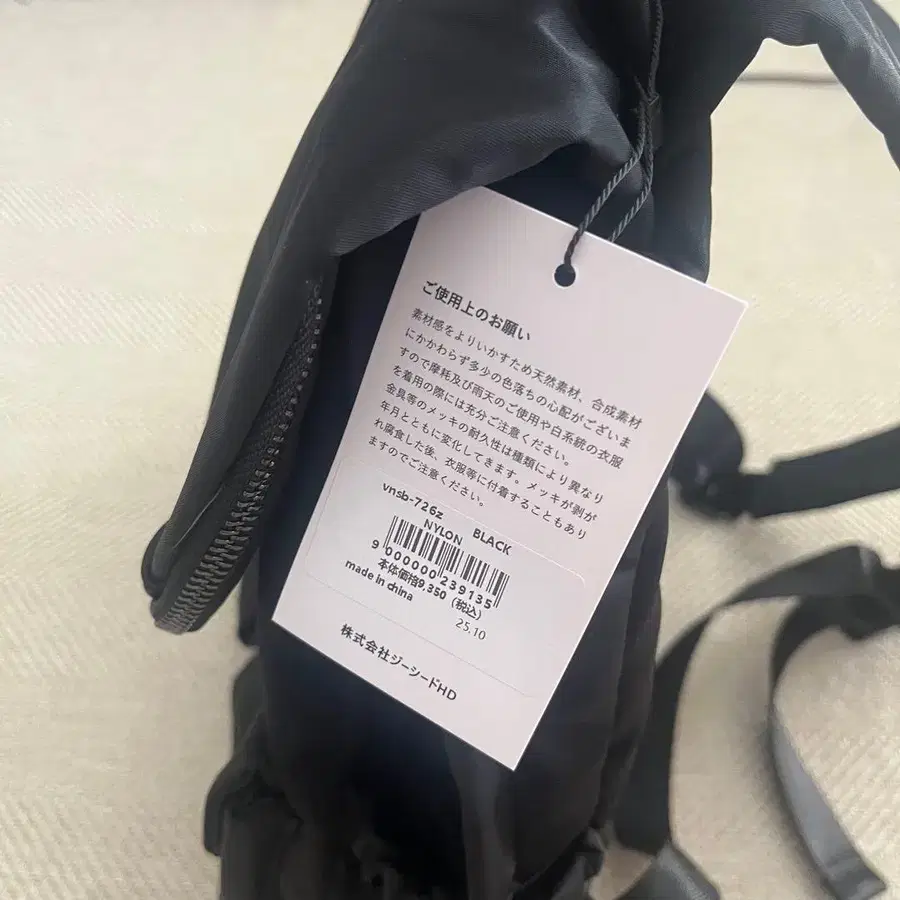 ご使用上のお願い
素材感をよりいかすため天然素材、合成素材
にかかわらず多少の色落ちの心配がございま
すので摩耗及び雨天のご使用や白系統の衣服
を着用の際には充分ご注意ください。
金具等のメッキの耐久性は種類により異なり
年月とともに変化してきます。メッキが剥が
れ腐食した後、衣服等に付着することもあり
ますのでご注意ください。
vnsb-726z
NYLON BLACK
9 000000 239135
本体価格9,350（税込）
made in china
25.10
株式会社ジーシードHD